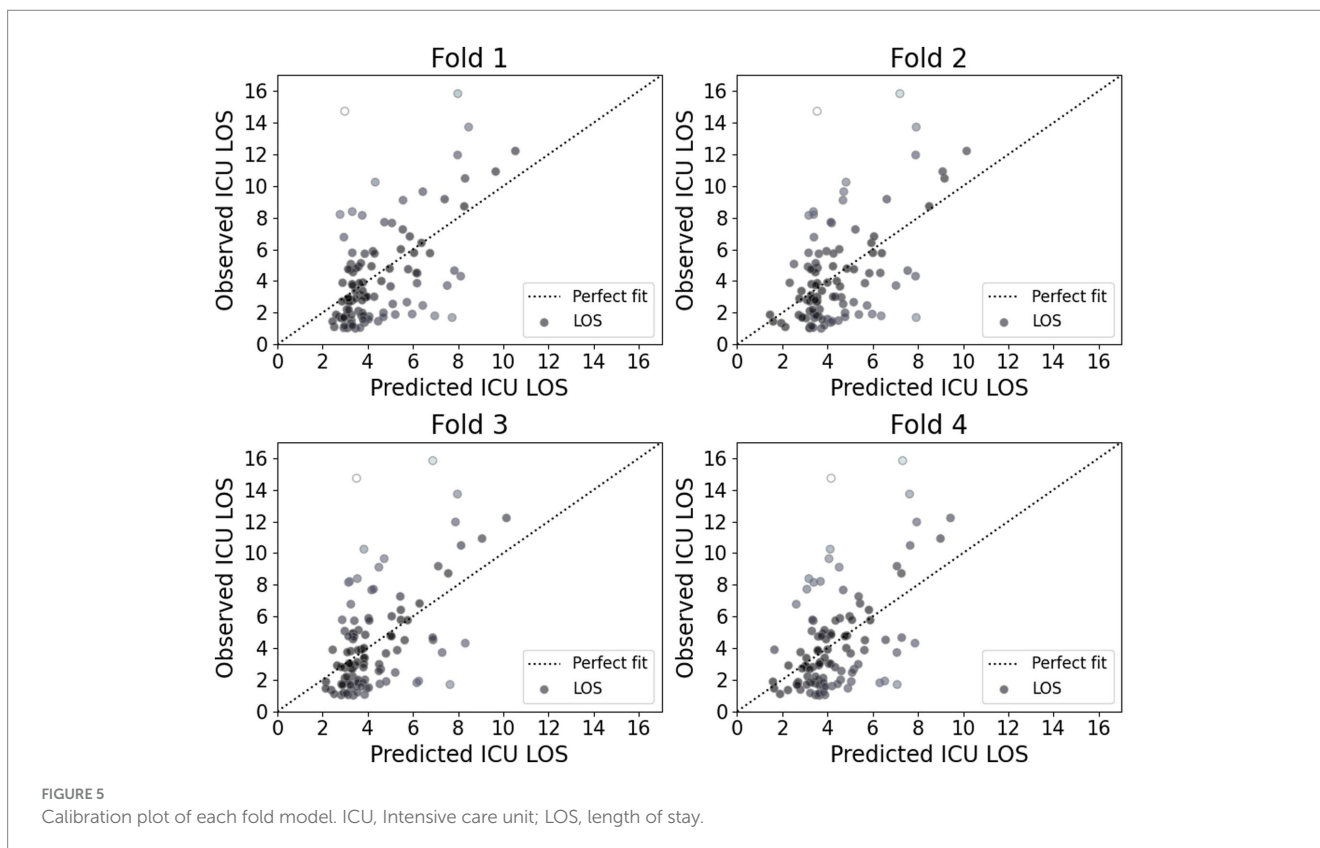 Fold 1
Observed ICU LOS
16
14
12
10
8
6
4
2
0
0 2 4 6 8 10 12 14 16
Predicted ICU LOS
Perfect fit
LOS
Fold 2
Observed ICU LOS
16
14
12
10
8
6
4
2
0
0 2 4 6 8 10 12 14 16
Predicted ICU LOS
Perfect fit
LOS
Fold 3
Observed ICU LOS
16
14
12
10
8
6
4
2
0
0 2 4 6 8 10 12 14 16
Predicted ICU LOS
Perfect fit
LOS
Fold 4
Observed ICU LOS
16
14
12
10
8
6
4
2
0
0 2 4 6 8 10 12 14 16
Predicted ICU LOS
Perfect fit
LOS
FIGURE 5
Calibration plot of each fold model. ICU, Intensive care unit; LOS, length of stay.